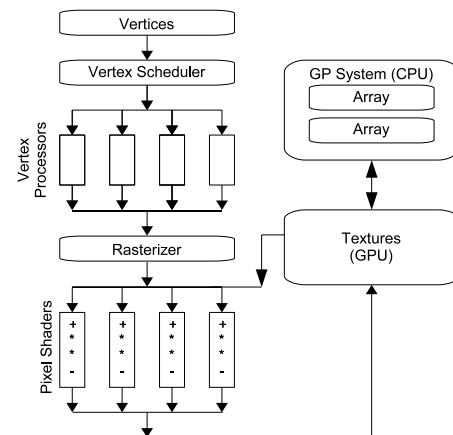 Vertices
Vertex Scheduler
Vertex
Processors
Rasterizer
Pixel Shaders
+ + + +
* * * *
* * * *
- - - -
GP System (CPU)
Array
Array
Textures
(GPU)